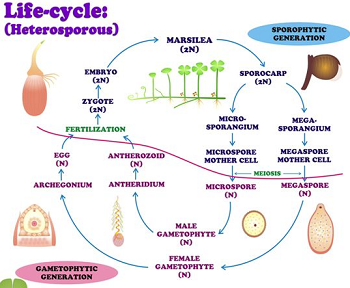 Life-cycle:
(Heterosporous)
MARSILEA
(2N)
SPOROPHYTIC
GENERATION
EMBRYO
(2N)
SPOROCARP
(2N)
ZYGOTE
(2N)
MICRO-
SPORANGIUM
MEGA-
SPORANGIUM
FERTILIZATION
MICROSPORE
MOTHER CELL
MEGASPORE
MOTHER CELL
EGG
(N)
ANTHEROZOID
(N)
MEIOSIS
ARCHEGONIUM
ANTHERIDIUM
MICROSPORE
(N)
MEGASPORE
(N)
MALE
GAMETOPHYTE
(N)
FEMALE
GAMETOPHYTE
(N)
GAMETOPHYTIC
GENERATION